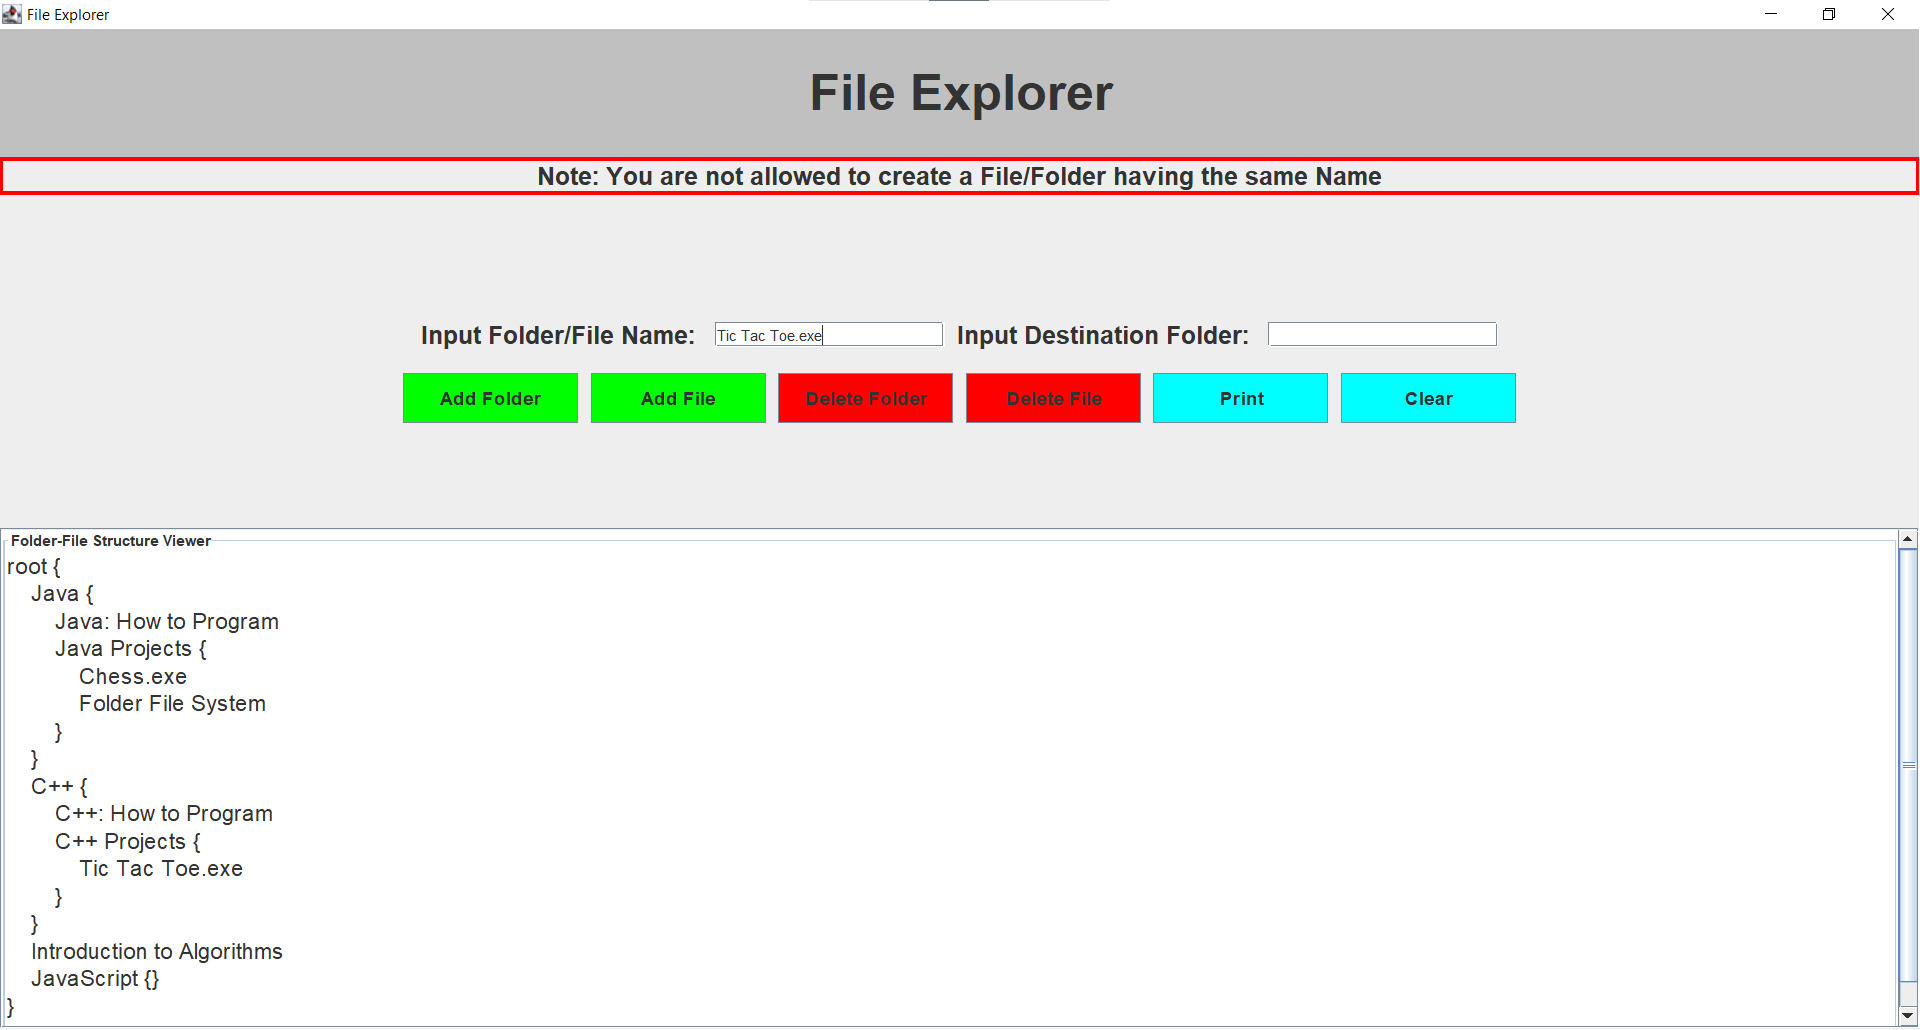 File Explorer
File Explorer
Note: You are not allowed to create a File/Folder having the same Name
Input Folder/File Name: Tic Tac Toe.exe Input Destination Folder:
Add Folder Add File Delete Folder Delete File Print Clear
Folder-File Structure Viewer
root {
    Java {
        Java: How to Program
        Java Projects {
            Chess.exe
            Folder File System
        }
    }
    C++ {
        C++: How to Program
        C++ Projects {
            Tic Tac Toe.exe
        }
    }
    Introduction to Algorithms
    JavaScript {}
}